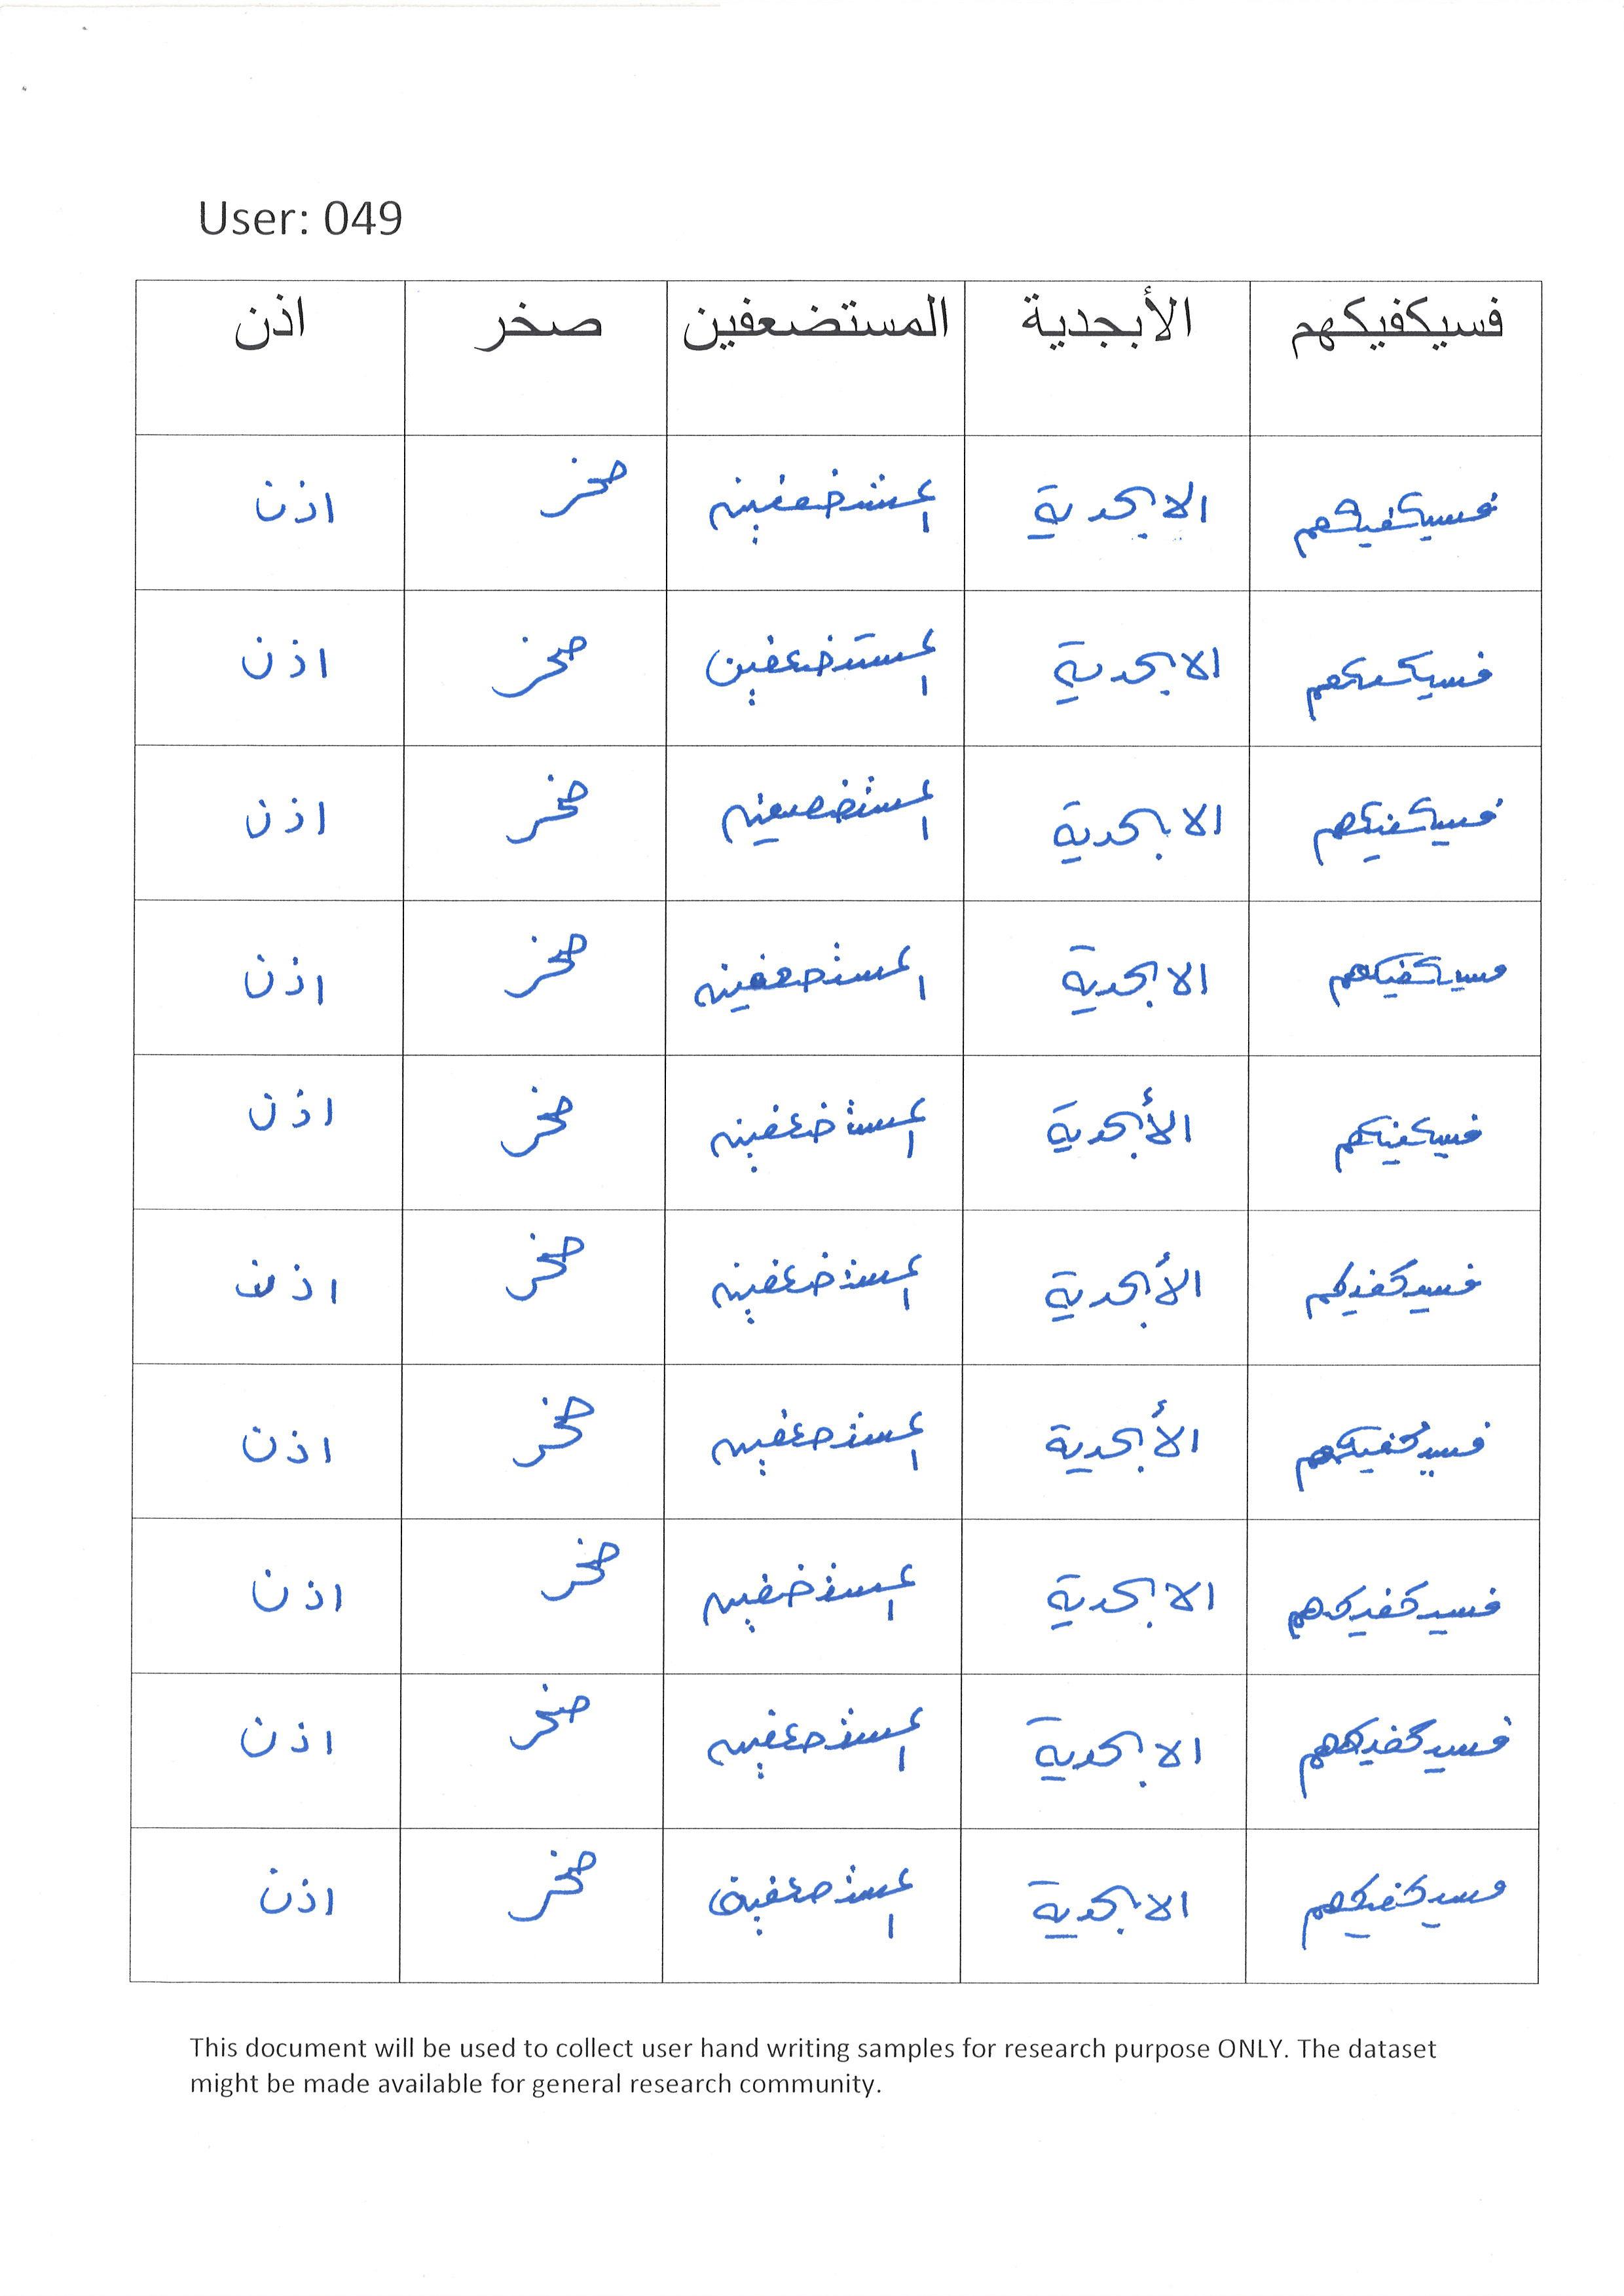 User: 049
فسيكفيكهم الأبجدية المستضعفين صخر اذن
فسيكفيكهم الابجدية المستضعفين صخر اذن
فسيكفيكهم الابجدية المستضعفين صخر اذن
فسيكفيكهم الابجدية المستضعفين صخر اذن
فسيكفيكهم الابجدية المستضعفين صخر اذن
فسيكفيكهم الأبجدية المستضعفين صخر اذن
فسيكفيكهم الأبجدية المستضعفين صخر اذن
فسيكفيكهم الأبجدية المستضعفين صخر اذن
فسيكفيكهم الابجدية المستضعفين صخر اذن
فسيكفيكهم الابجدية المستضعفين صخر اذن
فسيكفيكهم الابجدية المستضعفين صخر اذن
This document will be used to collect user hand writing samples for research purpose ONLY. The dataset
might be made available for general research community.